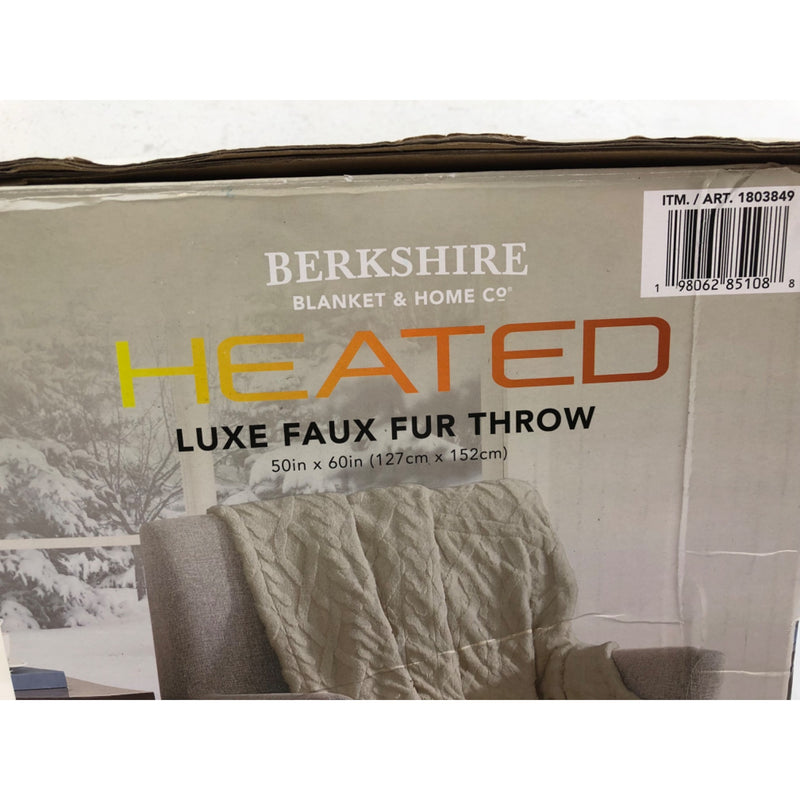 ITM. / ART. 1803849
1 98062 85108 8
BERKSHIRE
BLANKET & HOME Cº®
HEATED
LUXE FAUX FUR THROW
50in x 60in (127cm x 152cm)